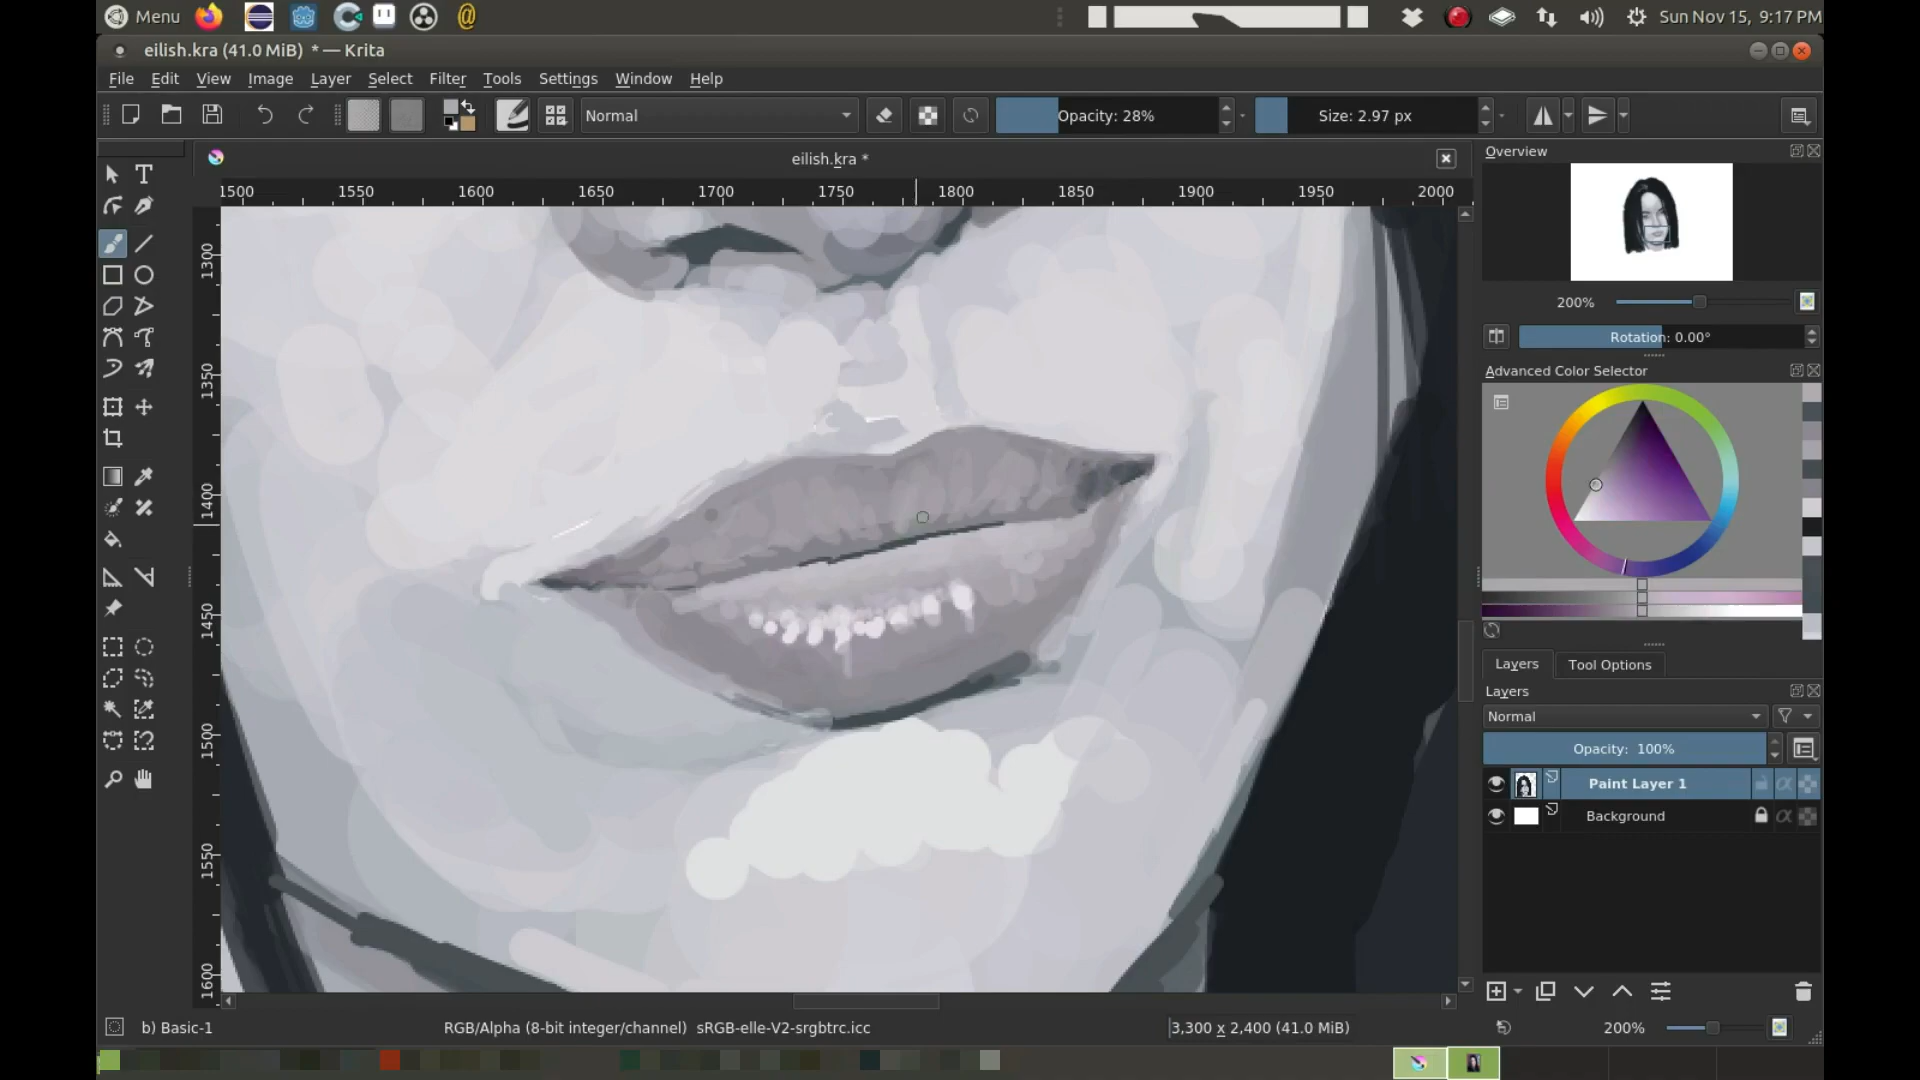 Menu
Sun Nov 15, 9:17 PM
eilish.kra (41.0 MiB) * — Krita
File Edit View Image Layer Select Filter Tools Settings Window Help
Normal
Opacity: 28%
Size: 2.97 px
eilish.kra *
1500 1550 1600 1650 1700 1750 1800 1850 1900 1950 2000
1300
1350
1400
1450
1500
1550
1600
Overview
200%
Rotation: 0.00°
Advanced Color Selector
Layers Tool Options
Layers
Normal
Opacity: 100%
Paint Layer 1
Background
b) Basic-1
RGB/Alpha (8-bit integer/channel) sRGB-elle-V2-srgbtrc.icc
3,300 x 2,400 (41.0 MiB)
200%